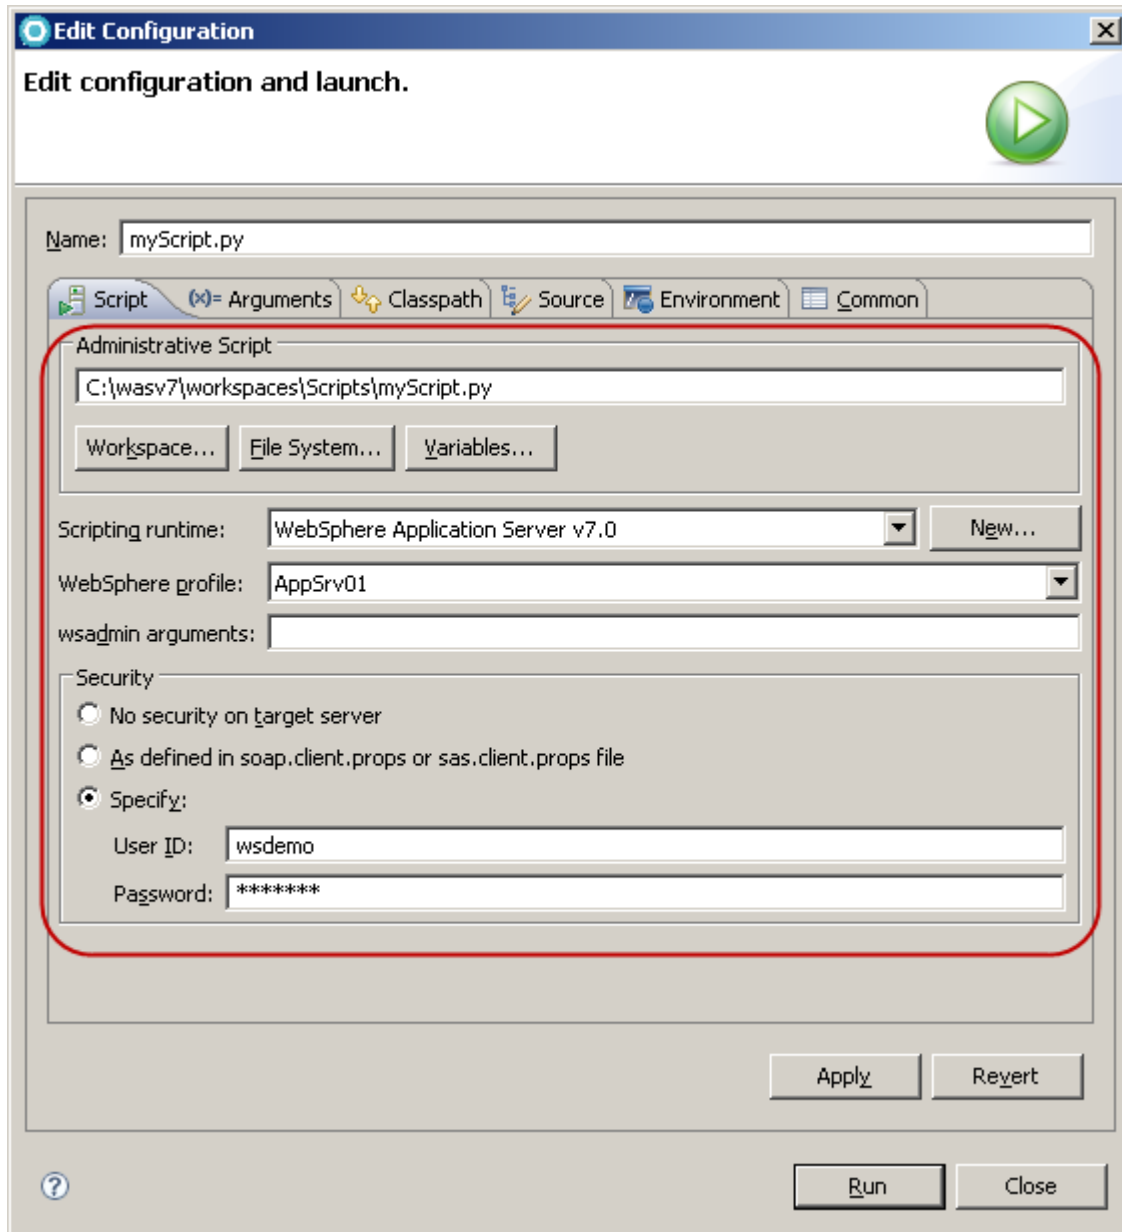 Edit Configuration
Edit configuration and launch.
Name: myScript.py
Script (x)= Arguments Classpath Source Environment Common
Administrative Script
C:\wasv7\workspaces\Scripts\myScript.py
Workspace... File System... Variables...
Scripting runtime: WebSphere Application Server v7.0 New...
WebSphere profile: AppSrv01
wsadmin arguments:
Security
No security on target server
As defined in soap.client.props or sas.client.props file
Specify:
User ID: wsdemo
Password: *******
Apply Revert
? Run Close